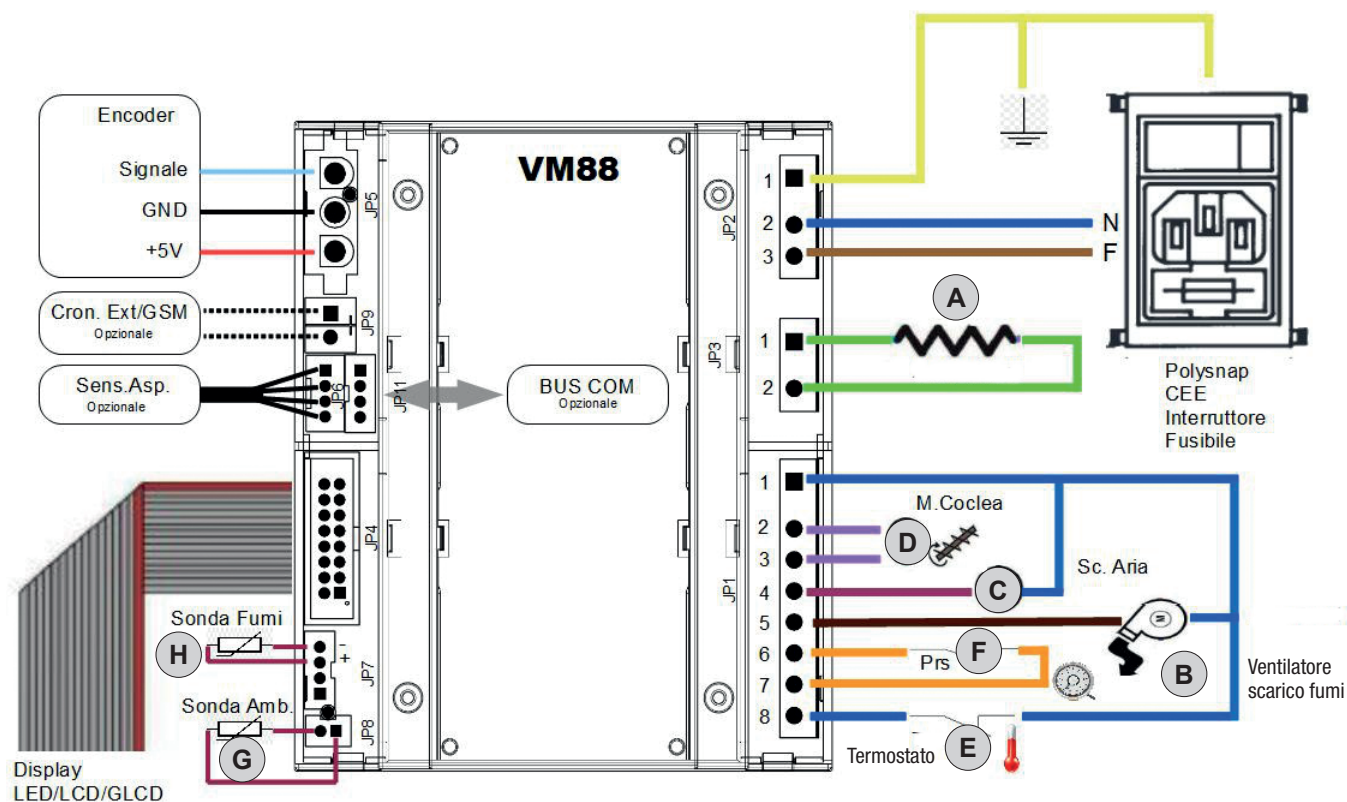 Encoder
Signale
GND
+5V
Cron. Ext/GSM
Opzionale
Sens.Asp.
Opzionale
JP5
JP9
JP6
JP11
JP4
JP7
JP8
- +
Sonda Fumi
H
Sonda Amb.
G
Display
LED/LCD/GLCD
VM88
BUS COM
Opzionale
JP2
1
2
3
N
F
JP3
1
2
A
Polysnap
CEE
Interruttore
Fusibile
JP1
1
2
3
4
5
6
7
8
M.Coclea
D
C
Sc. Aria
M
B
Prs
F
Termostato
E
Ventilatore
scarico fumi